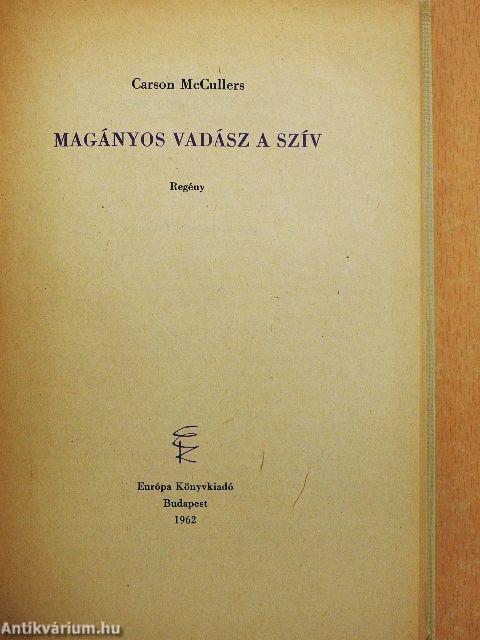 Carson McCullers
MAGÁNYOS VADÁSZ A SZÍV
Regény
Európa Könyvkiadó
Budapest
1962
Antikvárium.hu